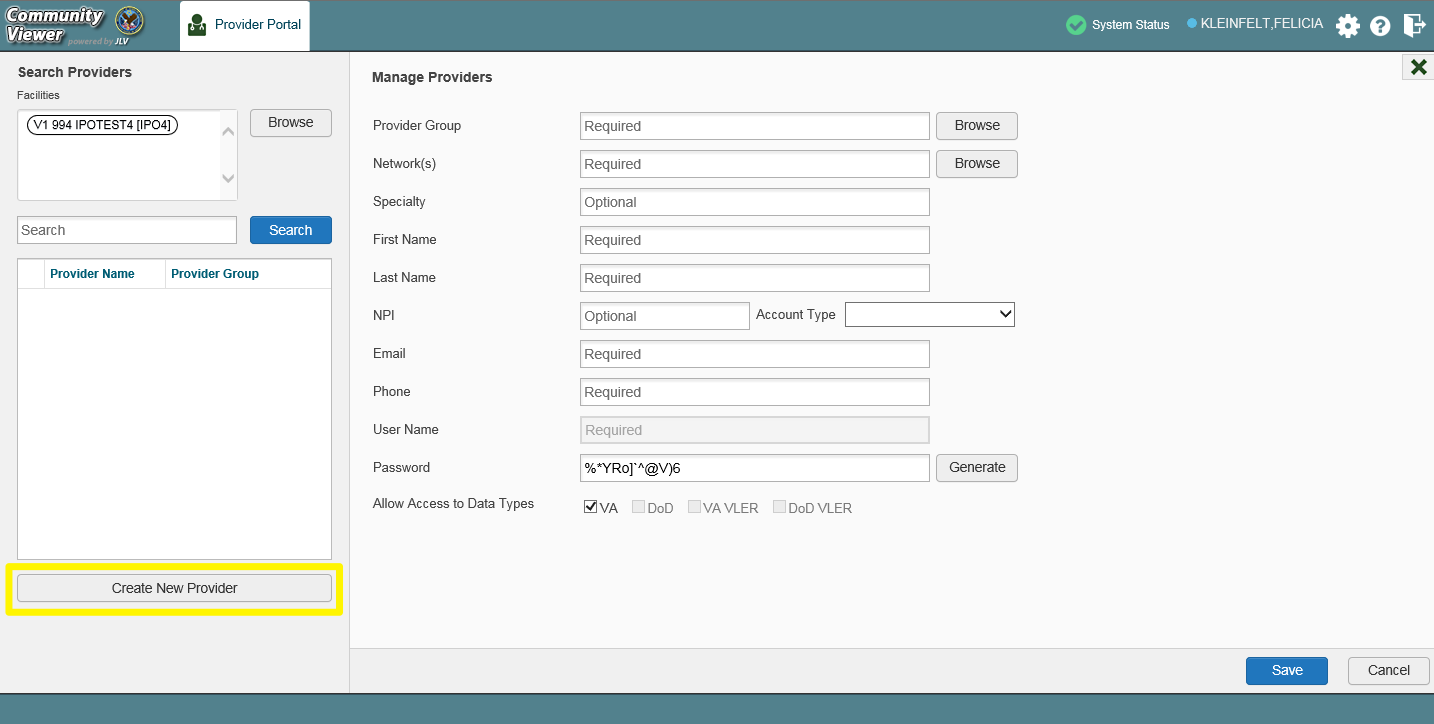 Community
Viewer
powered by JLV
Provider Portal
System Status
KLEINFELT,FELICIA
Search Providers
Facilities
V1 994 IPOTEST4 [IPO4]
Browse
Search
Search
Provider Name
Provider Group
Create New Provider
Manage Providers
Provider Group
Required
Browse
Network(s)
Required
Browse
Specialty
Optional
First Name
Required
Last Name
Required
NPI
Optional
Account Type
Email
Required
Phone
Required
User Name
Required
Password
%*YRo]`^@V)6
Generate
Allow Access to Data Types
VA
DoD
VA VLER
DoD VLER
Save
Cancel